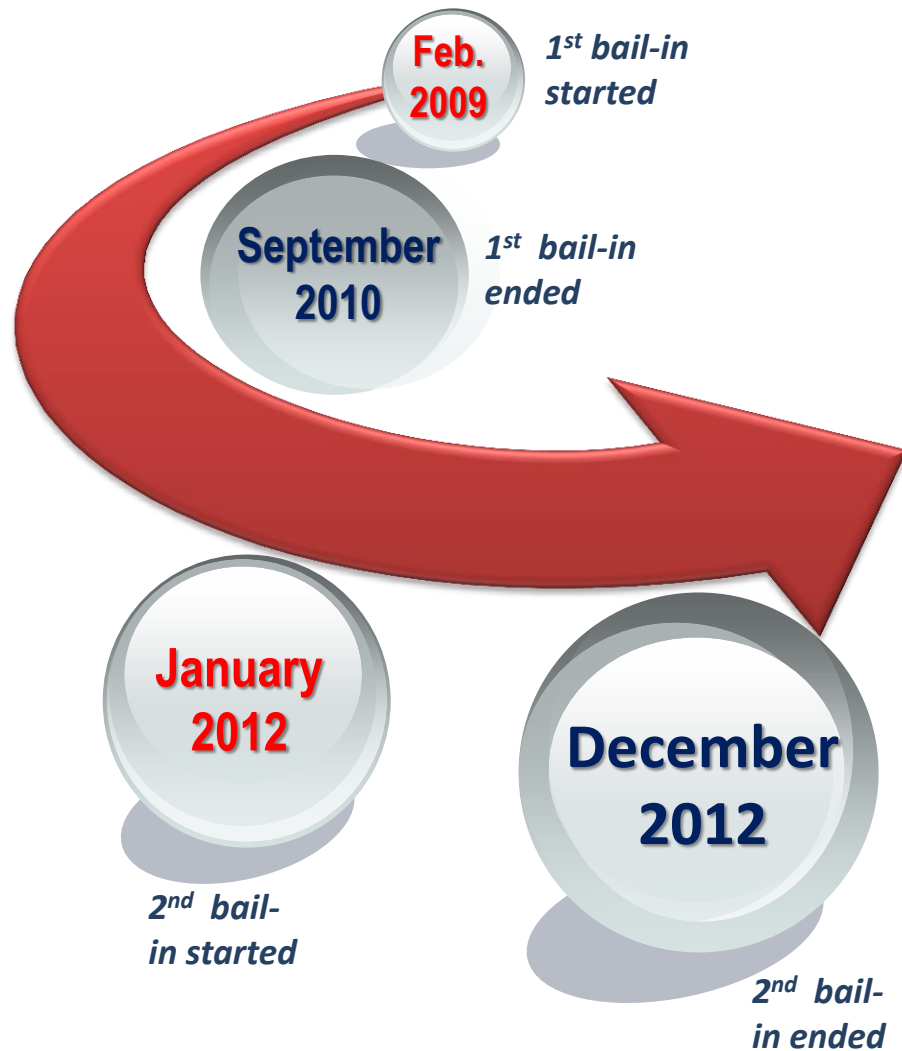 Feb.
2009
1st bail-in
started
September
2010
1st bail-in
ended
January
2012
2nd bail-
in started
December
2012
2nd bail-
in ended